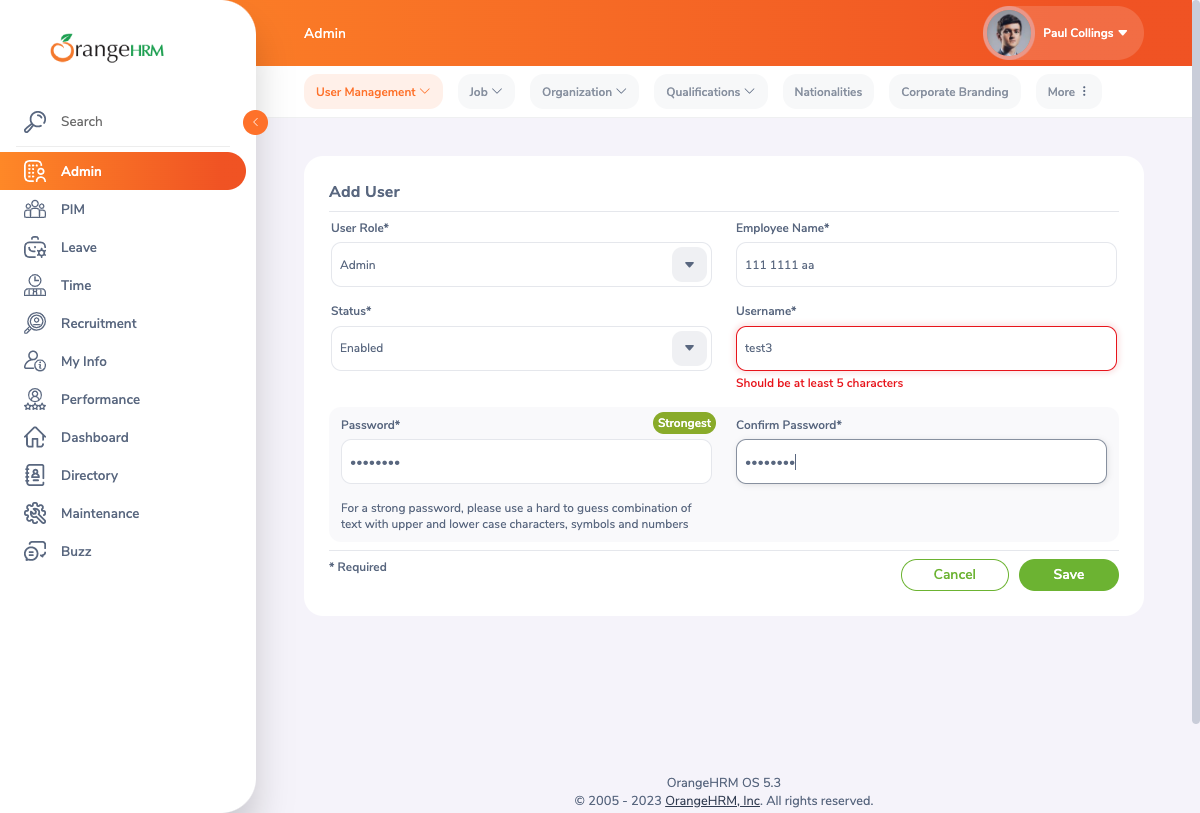 OrangeHRM
Admin
Paul Collings
User Management
Job
Organization
Qualifications
Nationalities
Corporate Branding
More
Search
Admin
PIM
Leave
Time
Recruitment
My Info
Performance
Dashboard
Directory
Maintenance
Buzz
Add User
User Role*
Employee Name*
Admin
111 1111 aa
Status*
Username*
Enabled
test3
Should be at least 5 characters
Password*
Strongest
Confirm Password*
••••••••
••••••••
For a strong password, please use a hard to guess combination of
text with upper and lower case characters, symbols and numbers
* Required
Cancel
Save
OrangeHRM OS 5.3
© 2005 - 2023 OrangeHRM, Inc. All rights reserved.